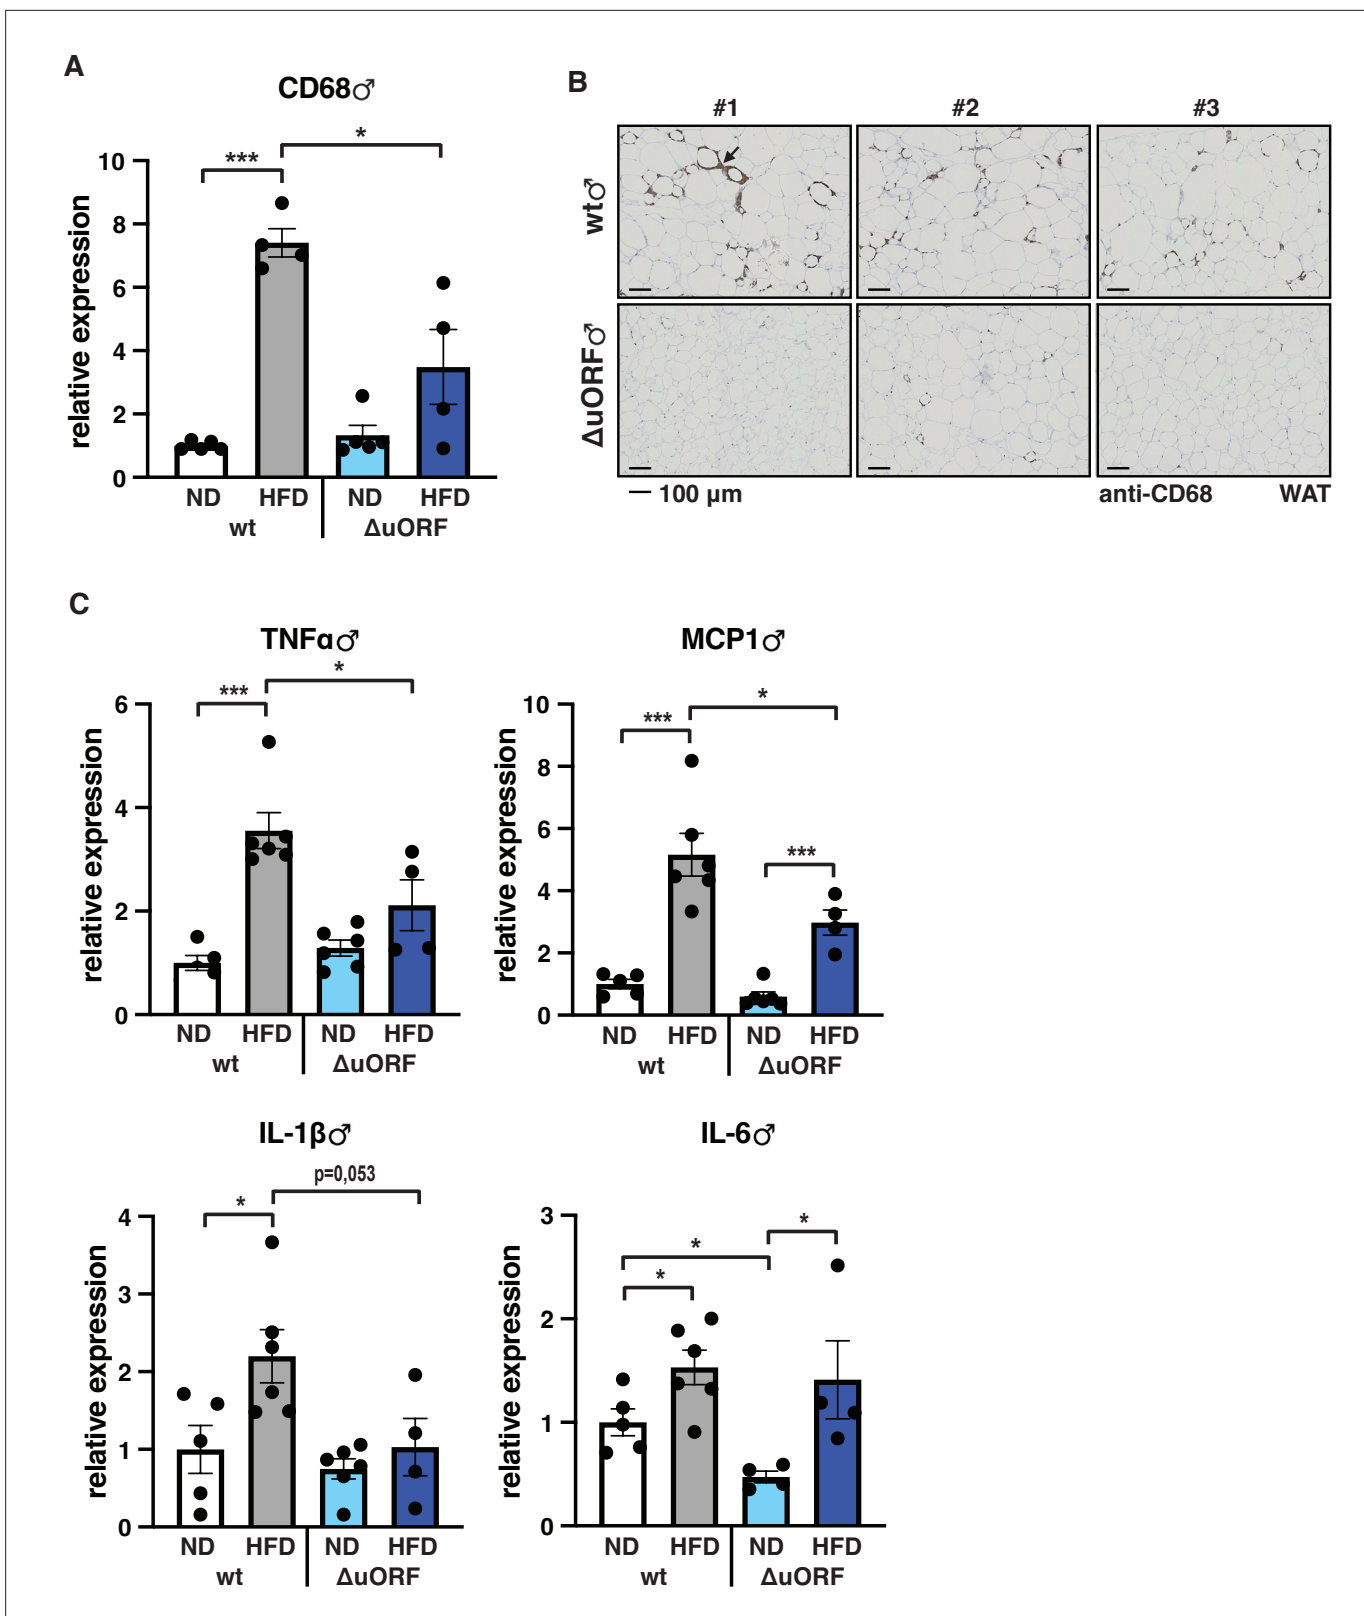 A
CD68♂
***
*
10
8
6
4
2
0
relative expression
ND HFD ND HFD
wt ΔuORF
B
#1 #2 #3
wt♂
ΔuORF♂
100 μm
anti-CD68 WAT
C
TNFα♂
***
*
6
4
2
0
relative expression
ND HFD ND HFD
wt ΔuORF
MCP1♂
***
*
***
10
8
6
4
2
0
relative expression
ND HFD ND HFD
wt ΔuORF
IL-1β♂
p=0,053
*
4
3
2
1
0
relative expression
ND HFD ND HFD
wt ΔuORF
IL-6♂
*
*
*
3
2
1
0
relative expression
ND HFD ND HFD
wt ΔuORF